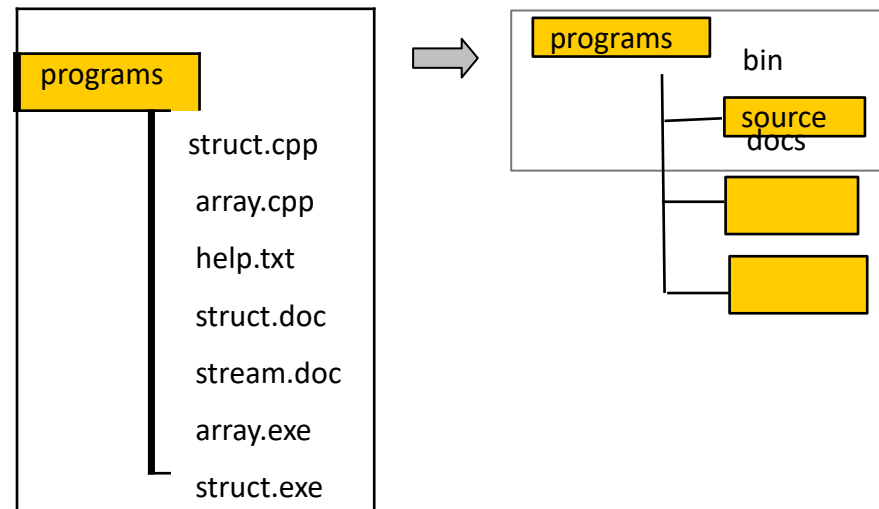 programs
struct.cpp
array.cpp
help.txt
struct.doc
stream.doc
array.exe
struct.exe
programs
bin
source
docs